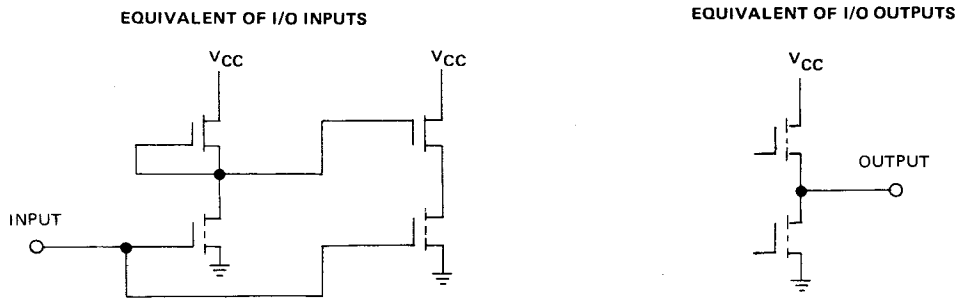 EQUIVALENT OF I/O INPUTS
EQUIVALENT OF I/O OUTPUTS
VCC
VCC
VCC
OUTPUT
INPUT